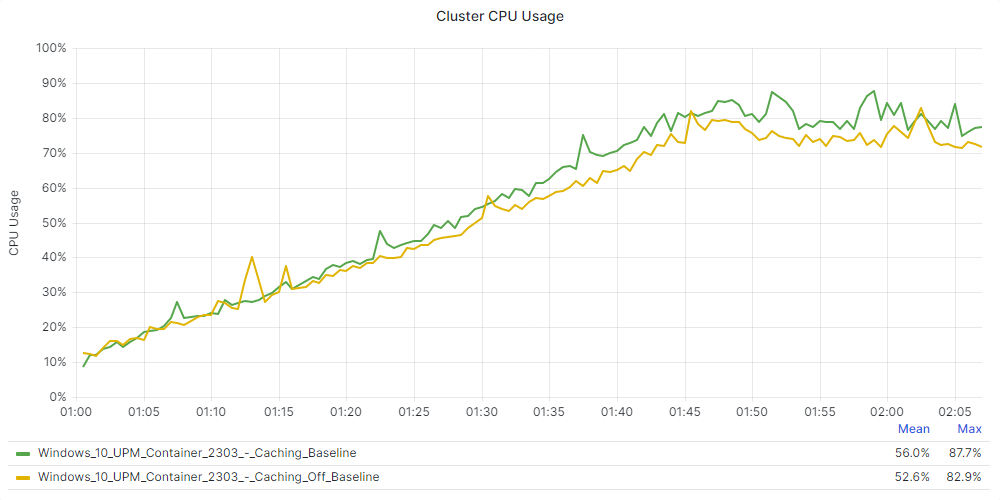 Cluster CPU Usage
100%
90%
80%
70%
60%
50%
40%
30%
20%
10%
0%
CPU Usage
01:00 01:05 01:10 01:15 01:20 01:25 01:30 01:35 01:40 01:45 01:50 01:55 02:00 02:05
Mean Max
Windows_10_UPM_Container_2303_-_Caching_Baseline 56.0% 87.7%
Windows_10_UPM_Container_2303_-_Caching_Off_Baseline 52.6% 82.9%